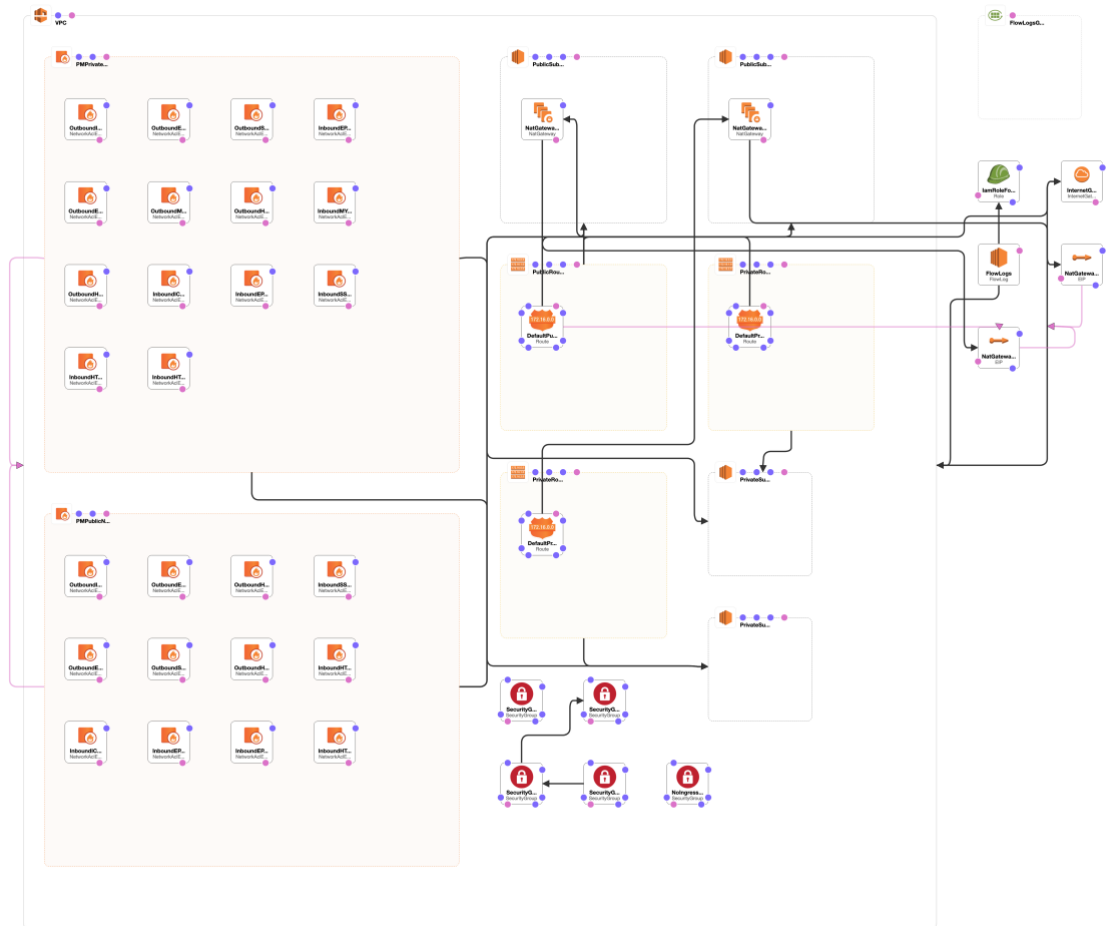 VPC
FlowLogsG...
PMPrivate...
PublicSub...
PublicSub...
OutboundI...
NetworkAclE...
OutboundE...
NetworkAclE...
OutboundS...
NetworkAclE...
InboundEP...
NetworkAclE...
NatGatewa...
NatGateway
NatGatewa...
NatGateway
OutboundE...
NetworkAclE...
OutboundM...
NetworkAclE...
OutboundH...
NetworkAclE...
InboundMY...
NetworkAclE...
IamRoleFo...
Role
InternetG...
InternetGat...
OutboundH...
NetworkAclE...
InboundIC...
NetworkAclE...
InboundEP...
NetworkAclE...
InboundSS...
NetworkAclE...
PublicRou...
PrivateRo...
FlowLogs
FlowLog
NatGatewa...
EIP
DefaultPu...
Route
DefaultPr...
Route
NatGatewa...
EIP
InboundHT...
NetworkAclE...
InboundHT...
NetworkAclE...
PrivateRo...
PrivateSu...
PMPublicN...
DefaultPr...
Route
OutboundI...
NetworkAclE...
OutboundE...
NetworkAclE...
OutboundH...
NetworkAclE...
InboundSS...
NetworkAclE...
PrivateSu...
OutboundE...
NetworkAclE...
OutboundS...
NetworkAclE...
OutboundH...
NetworkAclE...
InboundHT...
NetworkAclE...
SecurityG...
SecurityGroup
SecurityG...
SecurityGroup
InboundIC...
NetworkAclE...
InboundEP...
NetworkAclE...
InboundEP...
NetworkAclE...
InboundHT...
NetworkAclE...
SecurityG...
SecurityGroup
SecurityG...
SecurityGroup
NoIngress...
SecurityGroup